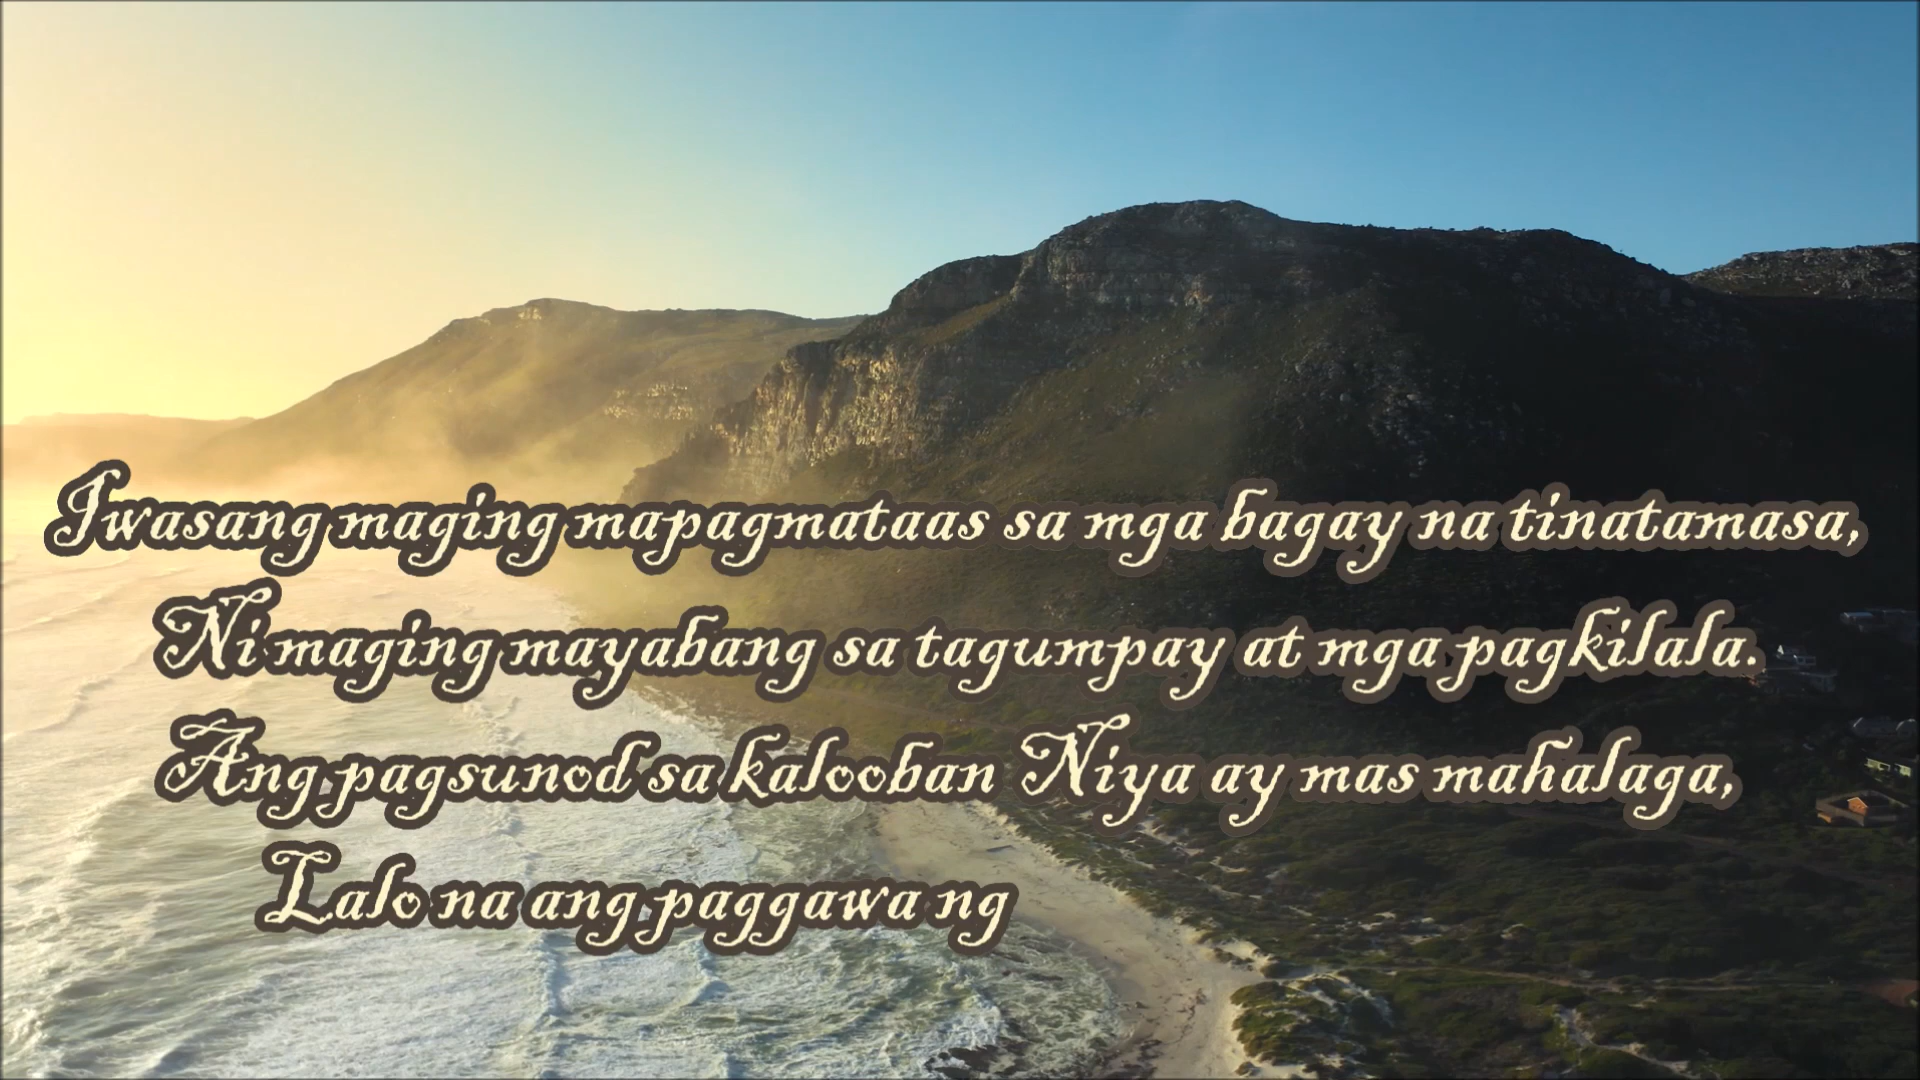 Iwasang maging mapagmataas sa mga bagay na tinatamasa,
Ni maging mayabang sa tagumpay at mga pagkilala.
Ang pagsunod sa kalooban Niya ay mas mahalaga,
Lalo na ang paggawa ng